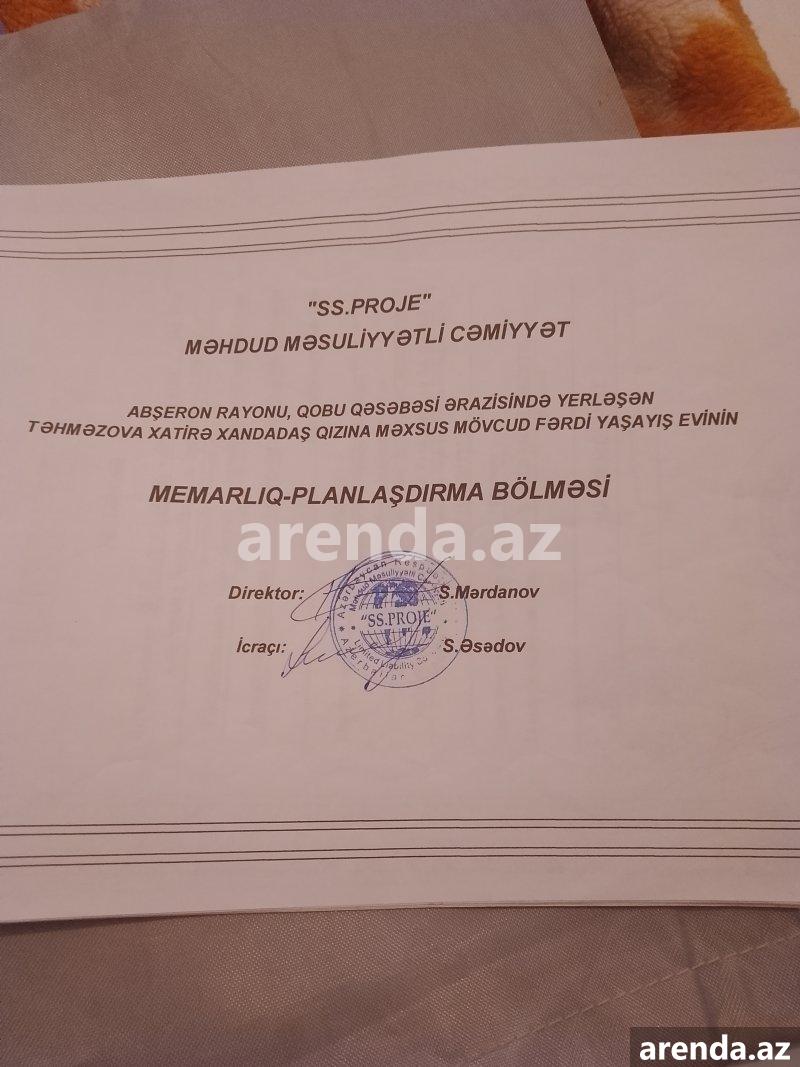 "SS.PROJE"
MƏHDUD MƏSULİYYƏTLİ CƏMİYYƏT
ABŞERON RAYONU, QOBU QƏSƏBƏSİ ƏRAZİSİNDƏ YERLƏŞƏN
TƏHMƏZOVA XATİRƏ XANDADAŞ QIZINA MƏXSUS MÖVCUD FƏRDİ YAŞAYIŞ EVİNİN
MEMARLIQ-PLANLAŞDIRMA BÖLMƏSİ
arenda.az
Direktor: S.Mərdanov
"SS.PROJE"
Limited Liability
İcraçı: S.Əsədov
arenda.az